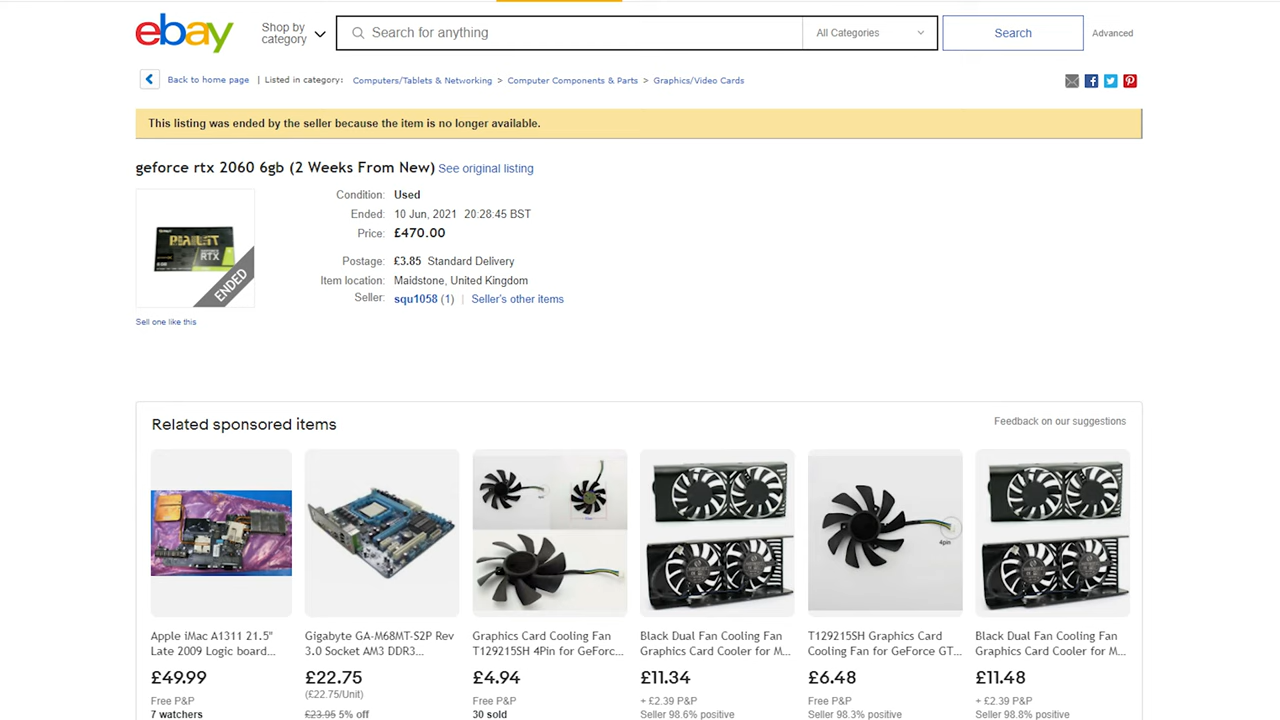 ebay
Shop by
category
Search for anything
All Categories
Search
Advanced
Back to home page | Listed in category: Computers/Tablets & Networking > Computer Components & Parts > Graphics/Video Cards
This listing was ended by the seller because the item is no longer available.
geforce rtx 2060 6gb (2 Weeks From New) See original listing
Condition: Used
Ended: 10 Jun, 2021 20:28:45 BST
Price: £470.00
Postage: £3.85 Standard Delivery
Item location: Maidstone, United Kingdom
Seller: squ1058 (1) | Seller's other items
PALIT
GEFORCE
RTX
ENDED
Sell one like this
Related sponsored items
Feedback on our suggestions
4pin
Apple iMac A1311 21.5"
Late 2009 Logic board...
£49.99
Free P&P
7 watchers
Gigabyte GA-M68MT-S2P Rev
3.0 Socket AM3 DDR3...
£22.75
(£22.75/Unit)
£23.95 5% off
Graphics Card Cooling Fan
T129215SH 4Pin for GeForc...
£4.94
Free P&P
30 sold
Black Dual Fan Cooling Fan
Graphics Card Cooler for M...
£11.34
+ £2.39 P&P
Seller 98.6% positive
T129215SH Graphics Card
Cooling Fan for GeForce GT...
£6.48
Free P&P
Seller 98.3% positive
Black Dual Fan Cooling Fan
Graphics Card Cooler for M...
£11.48
+ £2.39 P&P
Seller 98.8% positive